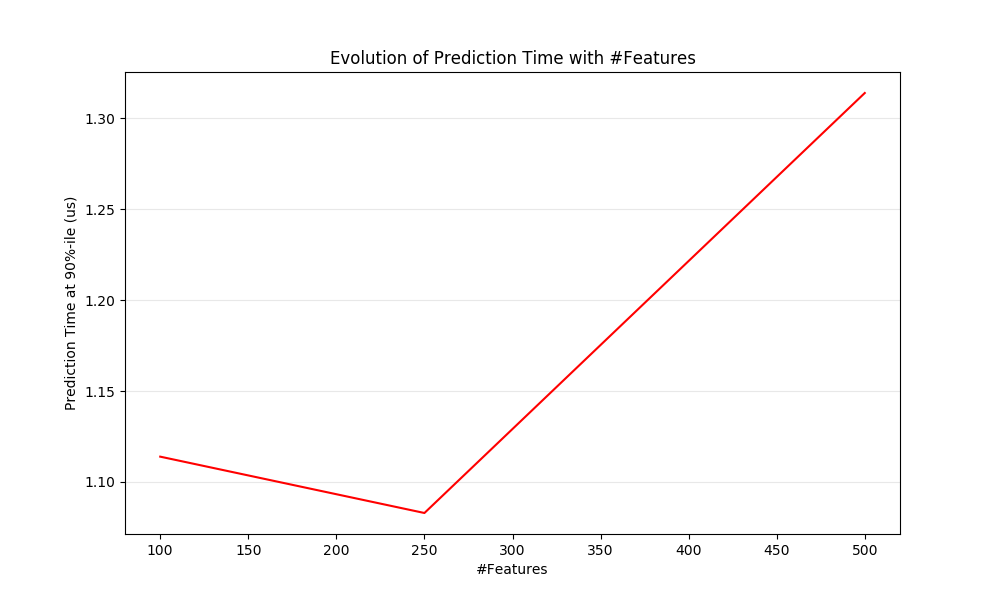 Evolution of Prediction Time with #Features
Prediction Time at 90%-ile (us)
1.30
1.25
1.20
1.15
1.10
100 150 200 250 300 350 400 450 500
#Features